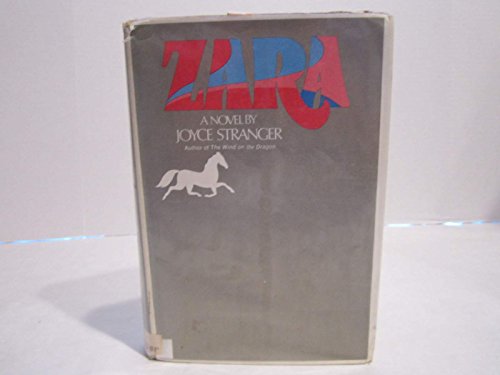 ZARA
A NOVEL BY
JOYCE STRANGER
Author of The Wind on the Dragon